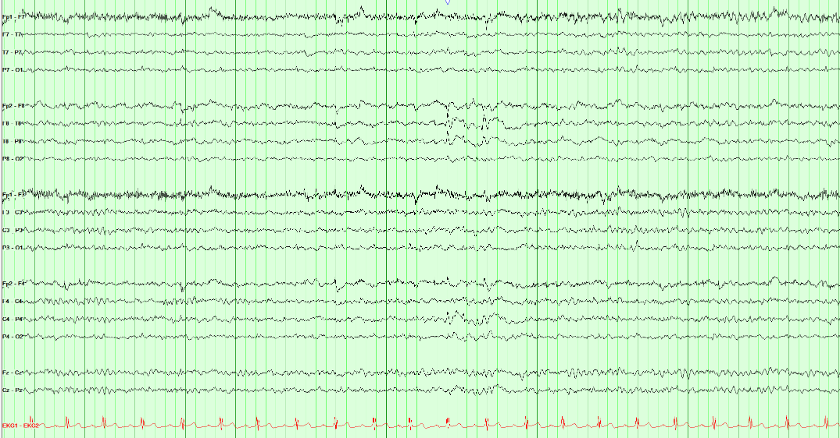 Fp1 - F7
F7 - T7
T7 - P7
P7 - O1
Fp2 - F8
F8 - T8
T8 - P8
P8 - O2
Fp1 - F3
F3 - C3
C3 - P3
P3 - O1
Fp2 - F4
F4 - C4
C4 - P4
P4 - O2
Fz - Cz
Cz - Pz
EKG1 - EKG2